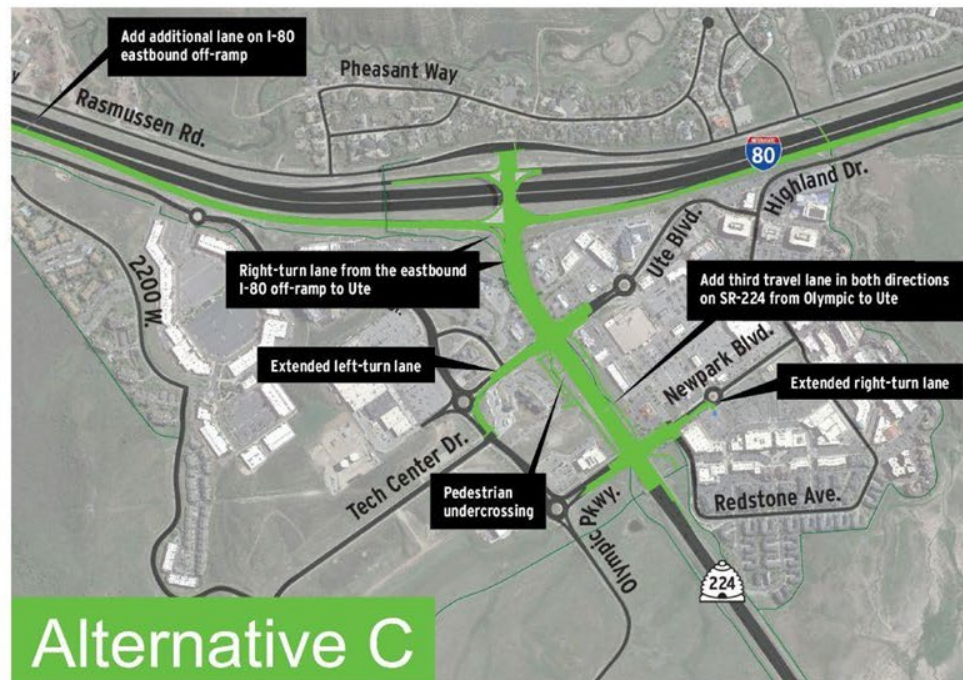 Add additional lane on I-80
eastbound off-ramp
Pheasant Way
Rasmussen Rd.
INTERSTATE
80
Highland Dr.
Ute Blvd.
2200 W.
Right-turn lane from the eastbound
I-80 off-ramp to Ute
Add third travel lane in both directions
on SR-224 from Olympic to Ute
Newpark Blvd.
Extended left-turn lane
Extended right-turn lane
Tech Center Dr.
Pedestrian
undercrossing
Olympic Pkwy.
Redstone Ave.
224
Alternative C